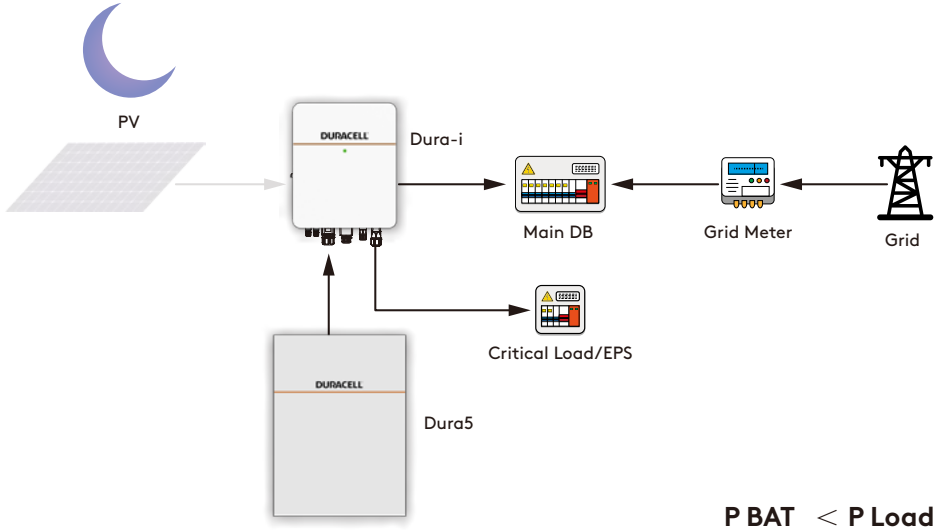 PV
DURACELL
Dura-i
Main DB
Grid Meter
Grid
Critical Load/EPS
DURACELL
Dura5
P BAT < P Load